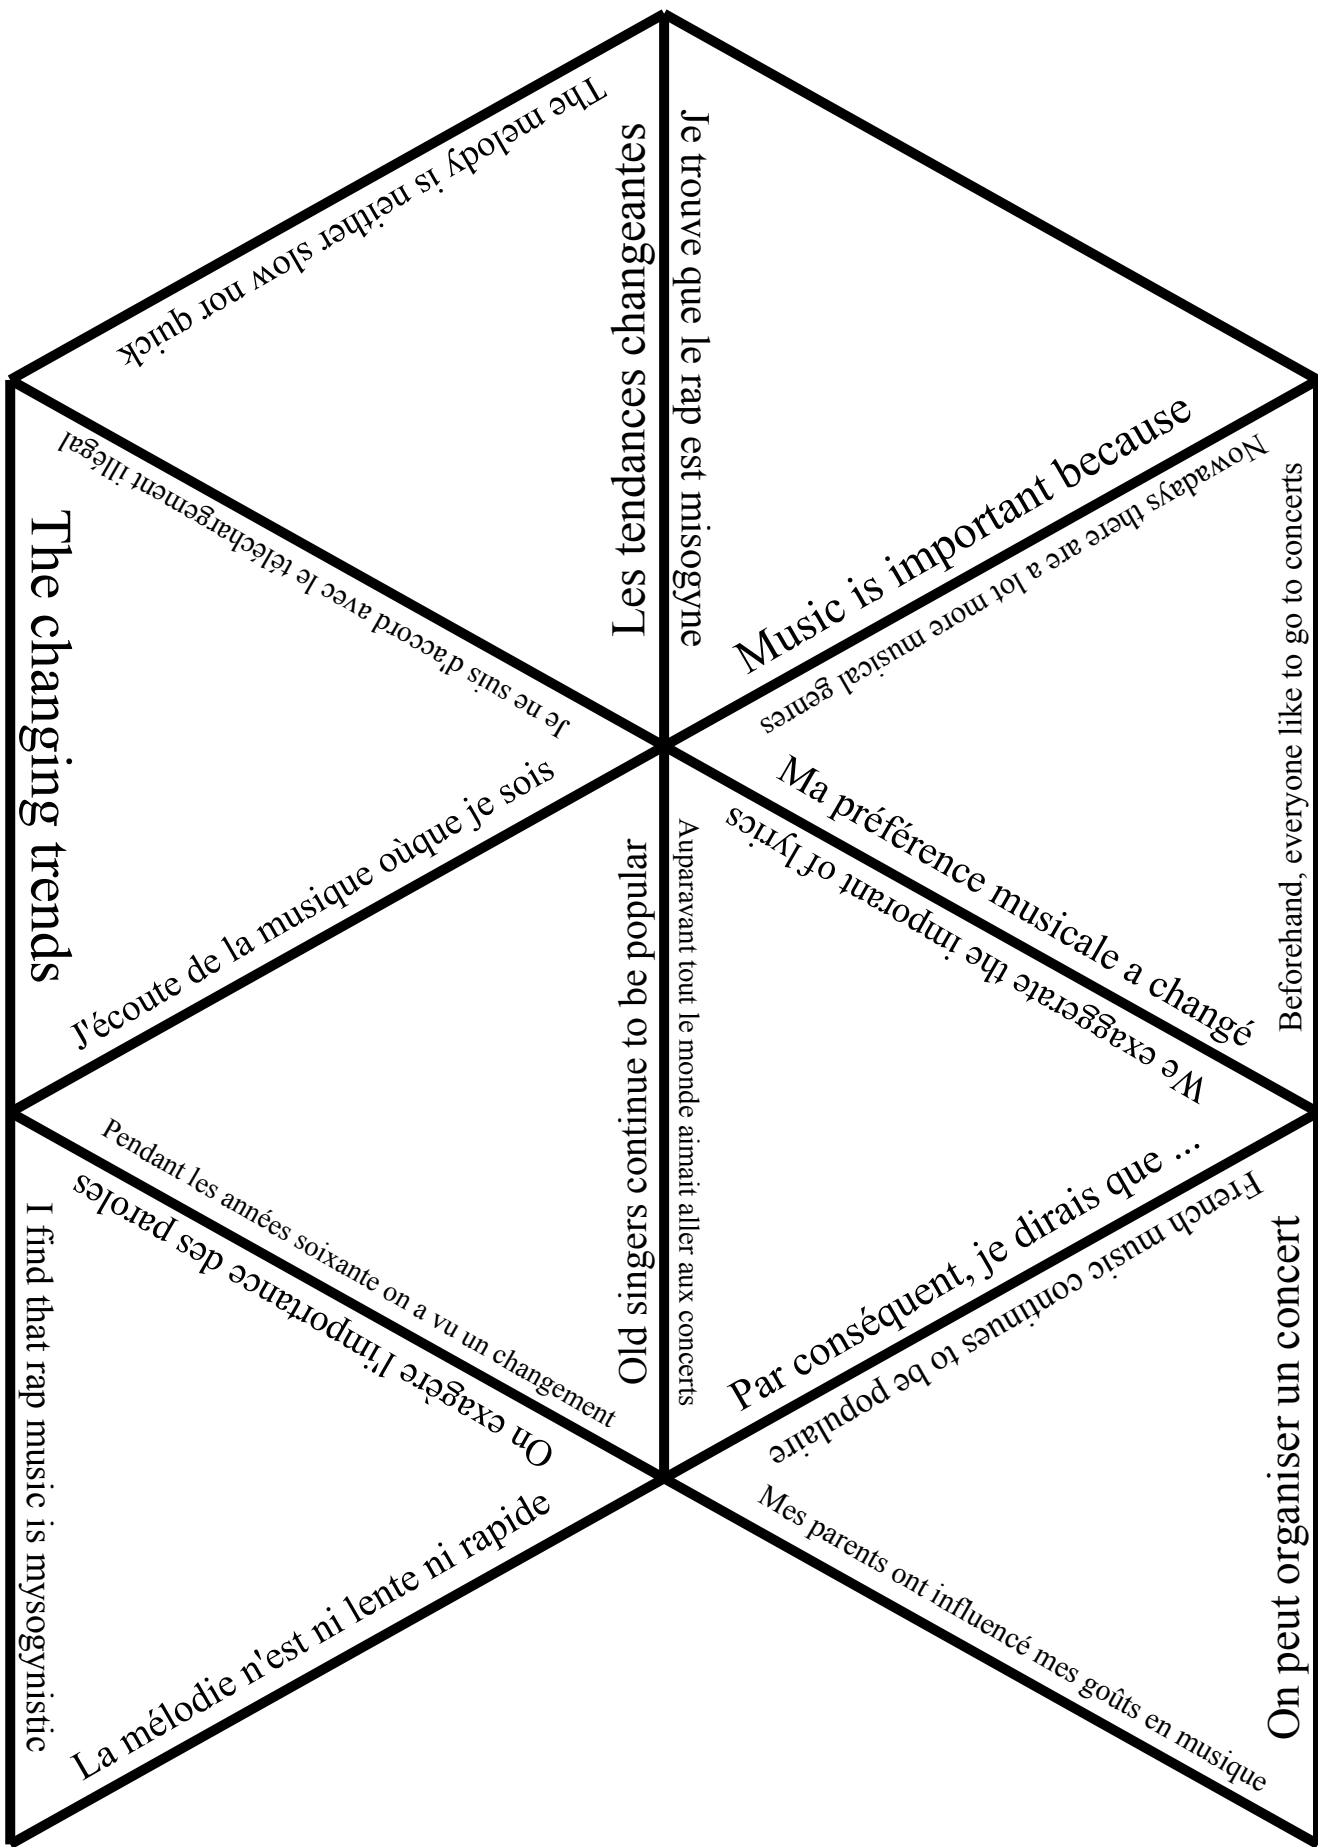 The melody is neither slow nor quick
Les tendances changeantes
Je ne suis d'accord avec le téléchargement illégal
Je trouve que le rap est misogyne
Music is important because
Nowadays there are a lot more musical genres
Beforehand, everyone like to go to concerts
Ma préférence musicale a changé
The changing trends
J'écoute de la musique oùque je sois
Pendant les années soixante on a vu un changement
Old singers continue to be popular
Auparavant tout le monde aimait aller aux concerts
We exaggerate the imporant of lyrics
Par conséquent, je dirais que ...
I find that rap music is mysogynistic
On exagère l'importance des paroles
La mélodie n'est ni lente ni rapide
French music continues to be populaire
On peut organiser un concert
Mes parents ont influencé mes goûts en musique